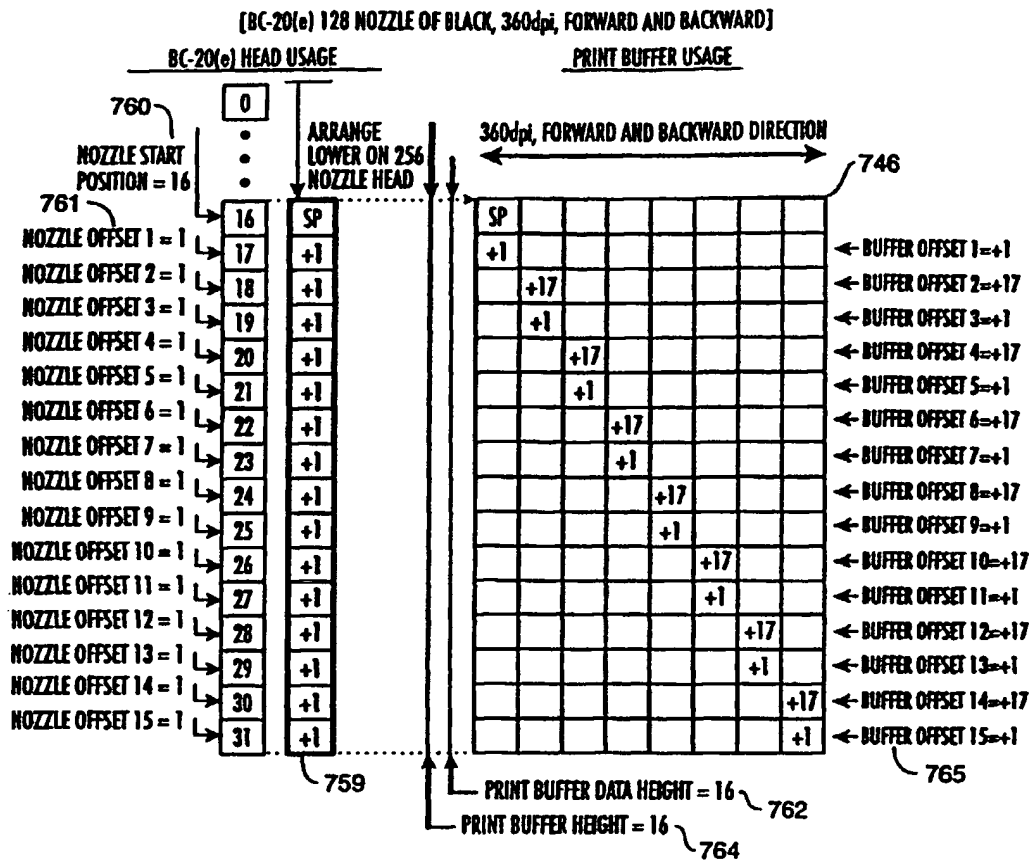 [BC-20(e) 128 NOZZLE OF BLACK, 360dpi, FORWARD AND BACKWARD]
BC-20(e) HEAD USAGE
PRINT BUFFER USAGE
760
0
NOZZLE START
POSITION = 16
ARRANGE
LOWER ON 256
NOZZLE HEAD
360dpi, FORWARD AND BACKWARD DIRECTION
746
761
16 SP SP
NOZZLE OFFSET 1 = 1 17 +1 +1 BUFFER OFFSET 1=+1
NOZZLE OFFSET 2 = 1 18 +1 +17 BUFFER OFFSET 2=+17
NOZZLE OFFSET 3 = 1 19 +1 +1 BUFFER OFFSET 3=+1
NOZZLE OFFSET 4 = 1 20 +1 +17 BUFFER OFFSET 4=+17
NOZZLE OFFSET 5 = 1 21 +1 +1 BUFFER OFFSET 5=+1
NOZZLE OFFSET 6 = 1 22 +1 +17 BUFFER OFFSET 6=+17
NOZZLE OFFSET 7 = 1 23 +1 +1 BUFFER OFFSET 7=+1
NOZZLE OFFSET 8 = 1 24 +1 +17 BUFFER OFFSET 8=+17
NOZZLE OFFSET 9 = 1 25 +1 +1 BUFFER OFFSET 9=+1
NOZZLE OFFSET 10 = 1 26 +1 +17 BUFFER OFFSET 10=+17
NOZZLE OFFSET 11 = 1 27 +1 +1 BUFFER OFFSET 11=+1
NOZZLE OFFSET 12 = 1 28 +1 +17 BUFFER OFFSET 12=+17
NOZZLE OFFSET 13 = 1 29 +1 +1 BUFFER OFFSET 13=+1
NOZZLE OFFSET 14 = 1 30 +1 +17 BUFFER OFFSET 14=+17
NOZZLE OFFSET 15 = 1 31 +1 +1 BUFFER OFFSET 15=+1
759
765
PRINT BUFFER DATA HEIGHT = 16 762
PRINT BUFFER HEIGHT = 16 764